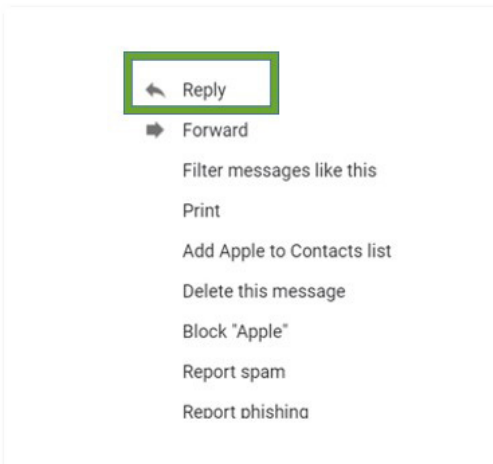 Reply
Forward
Filter messages like this
Print
Add Apple to Contacts list
Delete this message
Block "Apple"
Report spam
Report phishing